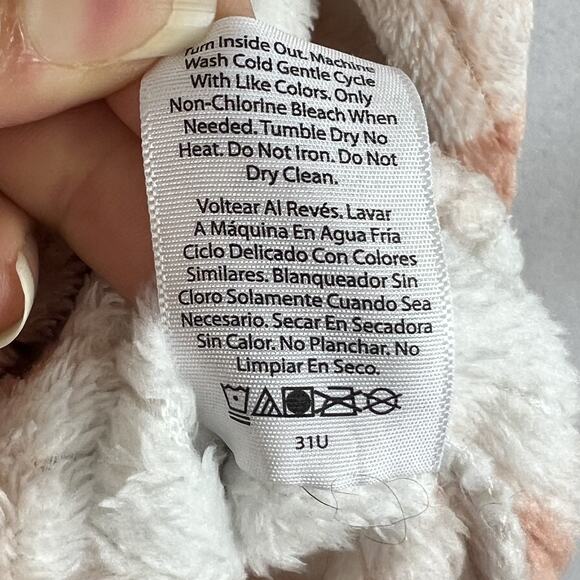 Turn Inside Out. Machine
Wash Cold Gentle Cycle
With Like Colors. Only
Non-Chlorine Bleach When
Needed. Tumble Dry No
Heat. Do Not Iron. Do Not
Dry Clean.
Voltear Al Revés. Lavar
A Máquina En Agua Fría
Ciclo Delicado Con Colores
Similares. Blanqueador Sin
Cloro Solamente Cuando Sea
Necesario. Secar En Secadora
Sin Calor. No Planchar. No
Limpiar En Seco.
31U